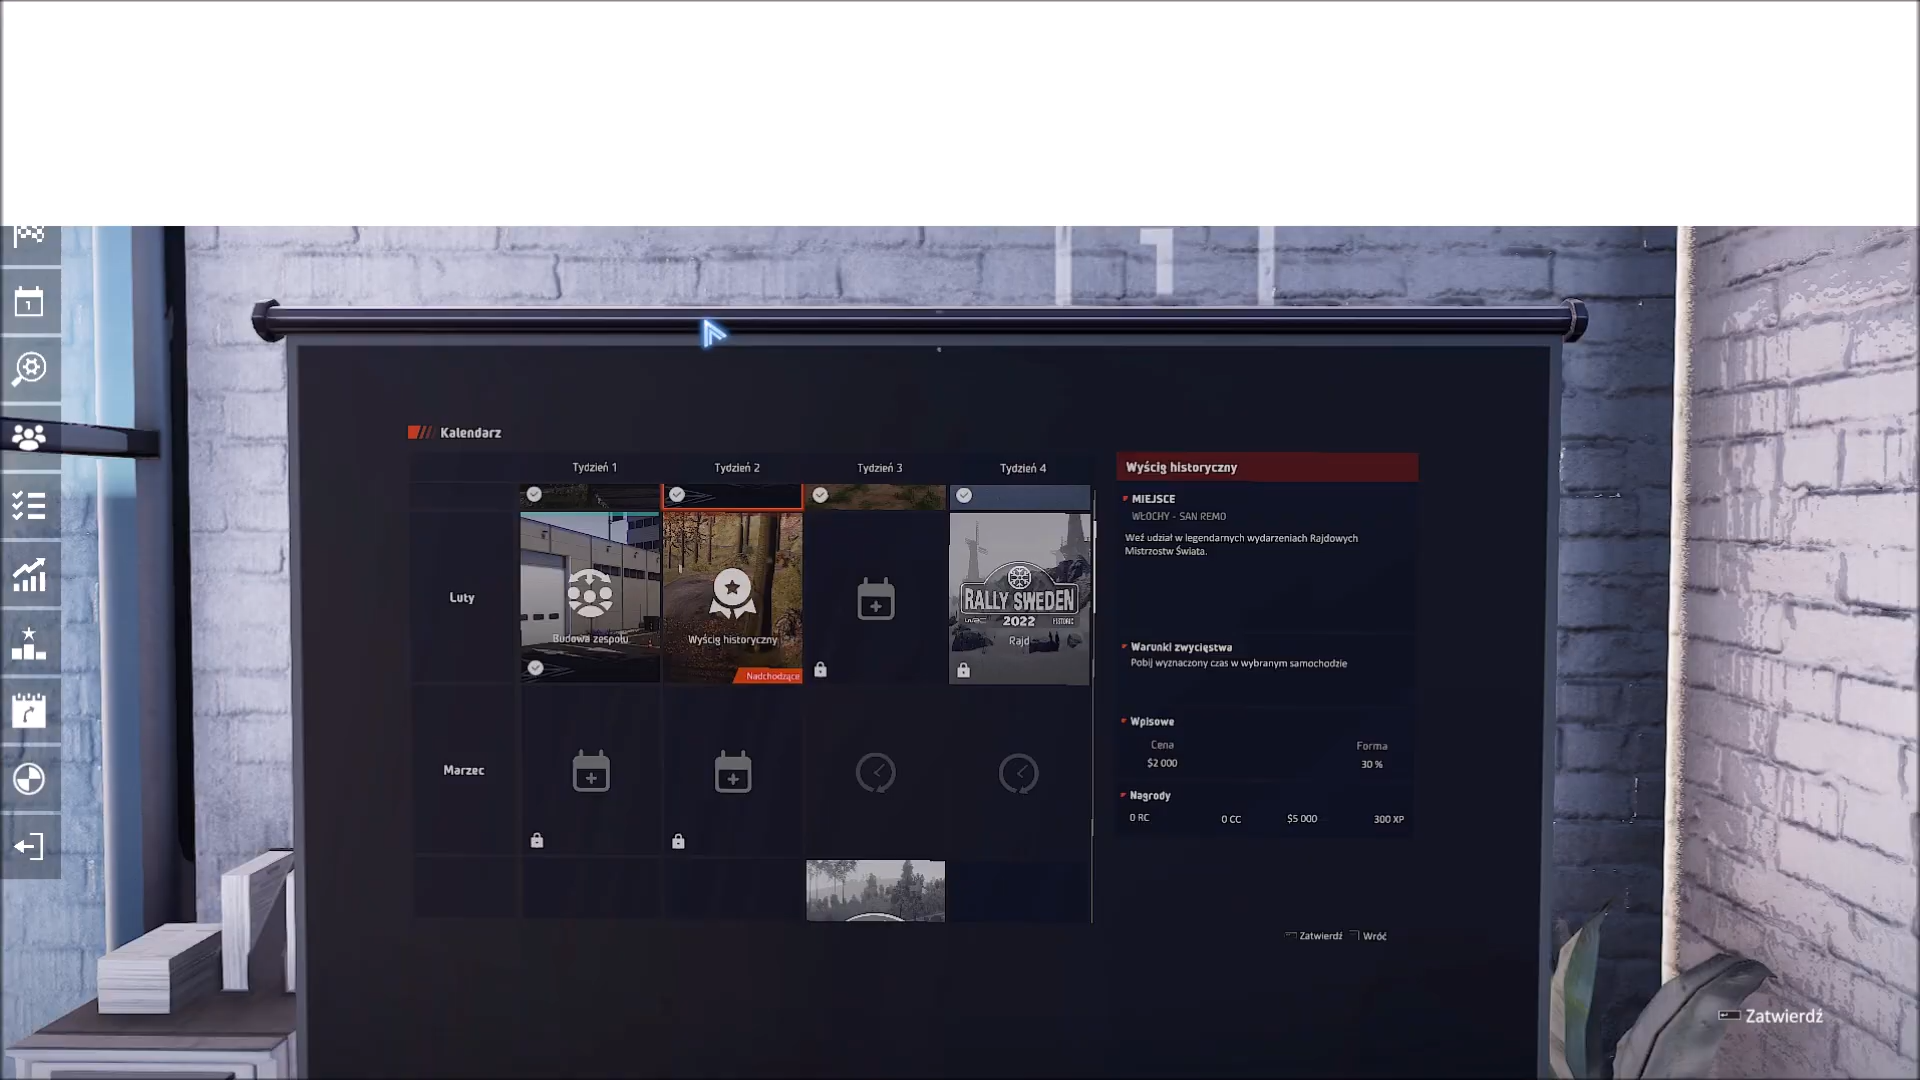 1
Kalendarz
Tydzień 1
Tydzień 2
Tydzień 3
Tydzień 4
Wyścig historyczny
MIEJSCE
WŁOCHY - SAN REMO
Weź udział w legendarnych wydarzeniach Rajdowych
Mistrzostw Świata.
Luty
Budowa zespołu
Wyścig historyczny
Nadchodzące
RALLY SWEDEN
2022
HISTORIC
Rajd
Warunki zwycięstwa
Pobij wyznaczony czas w wybranym samochodzie
Wpisowe
Cena
Forma
$2 000
30 %
Marzec
Nagrody
0 RC
0 CC
$5 000
300 XP
Zatwierdź
Wróć
Zatwierdź